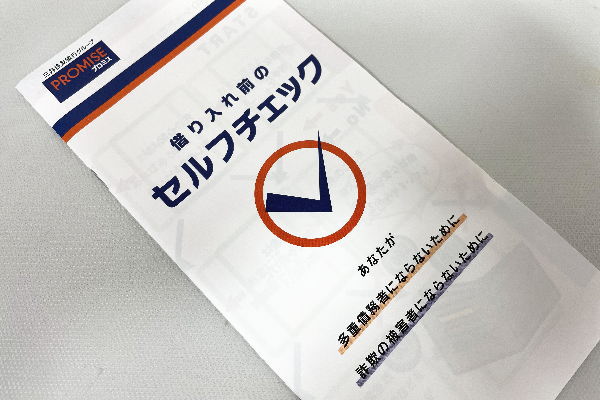 三井住友銀行グループ
PROMISE
プロミス
借り入れ前の
セルフチェック
あなたが
多重債務者にならないために
詐欺の被害者にならないために